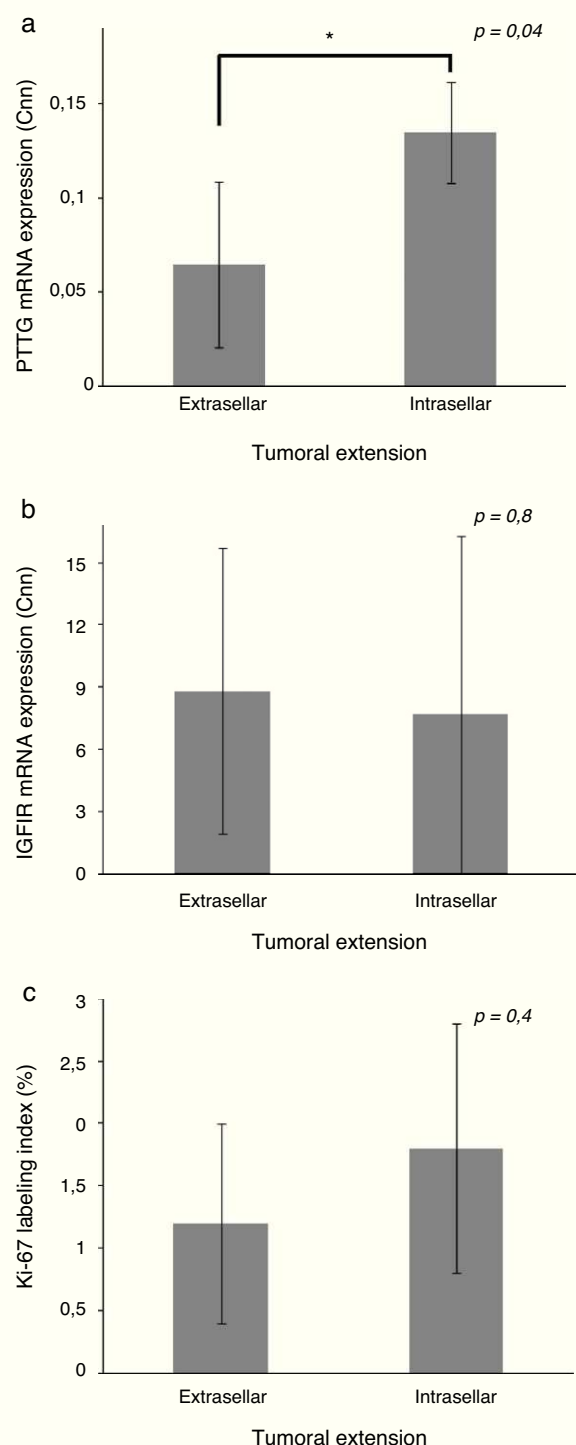 a
p = 0,04
*
PTTG mRNA expression (Cnn)
0,15
0,1
0,05
0
Extrasellar Intrasellar
Tumoral extension
b
p = 0,8
IGFIR mRNA expression (Cnn)
15
12
9
6
3
0
Extrasellar Intrasellar
Tumoral extension
c
p = 0,4
Ki-67 labeling index (%)
3
2,5
0
1,5
1
0,5
0
Extrasellar Intrasellar
Tumoral extension